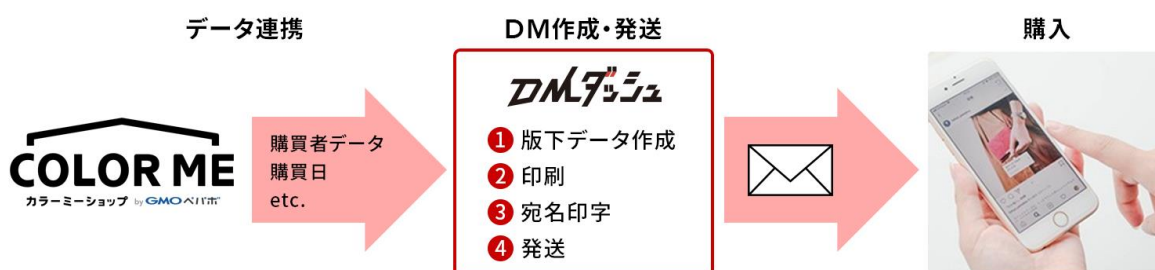 データ連携
DM作成・発送
購入
COLOR ME
カラーミーショップ by GMOペパボ
購買者データ
購買日
etc.
DMダッシュ
1 版下データ作成
2 印刷
3 宛名印字
4 発送